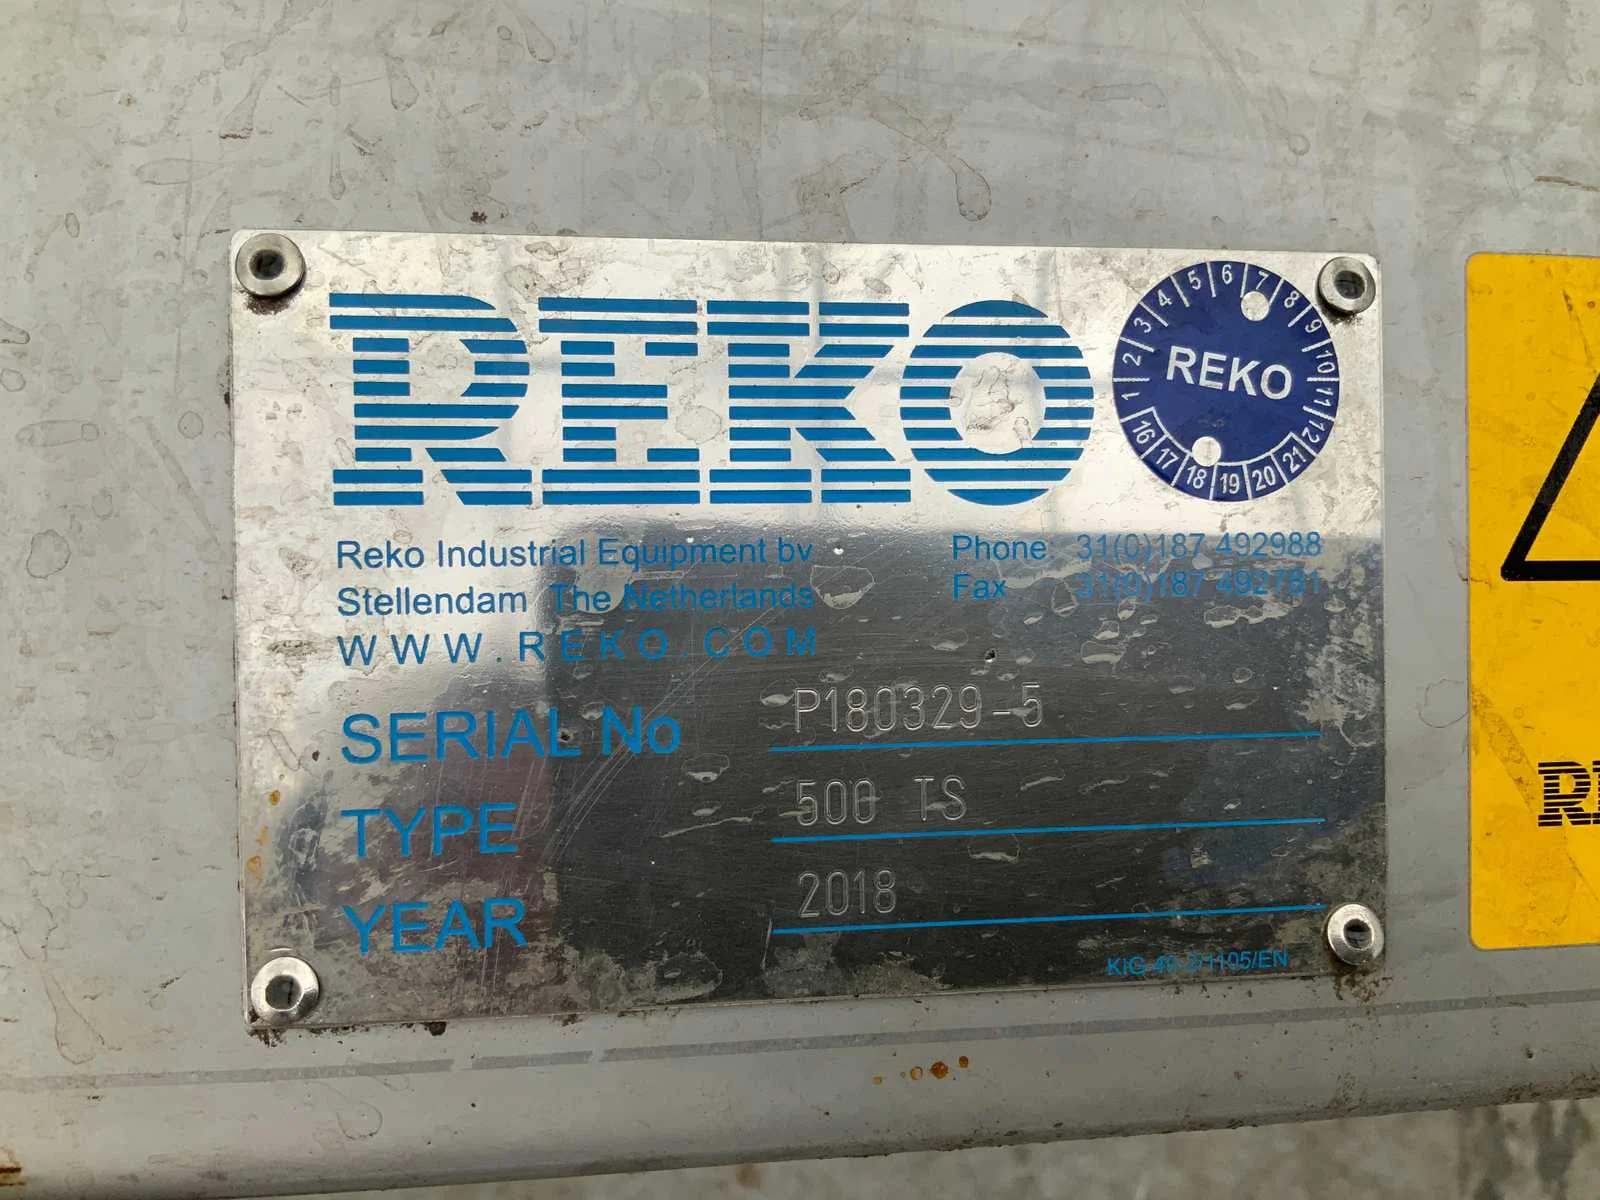 REKO
1 2 3 4 5 6 7 8 9 10 11 12
REKO
16 17 18 19 20 21
Reko Industrial Equipment bv
Phone: 31(0)187 492988
Stellendam The Netherlands
Fax 31(0)187 492781
WWW.REKO.COM
SERIAL No P180329-5
TYPE 500 TS
YEAR 2018